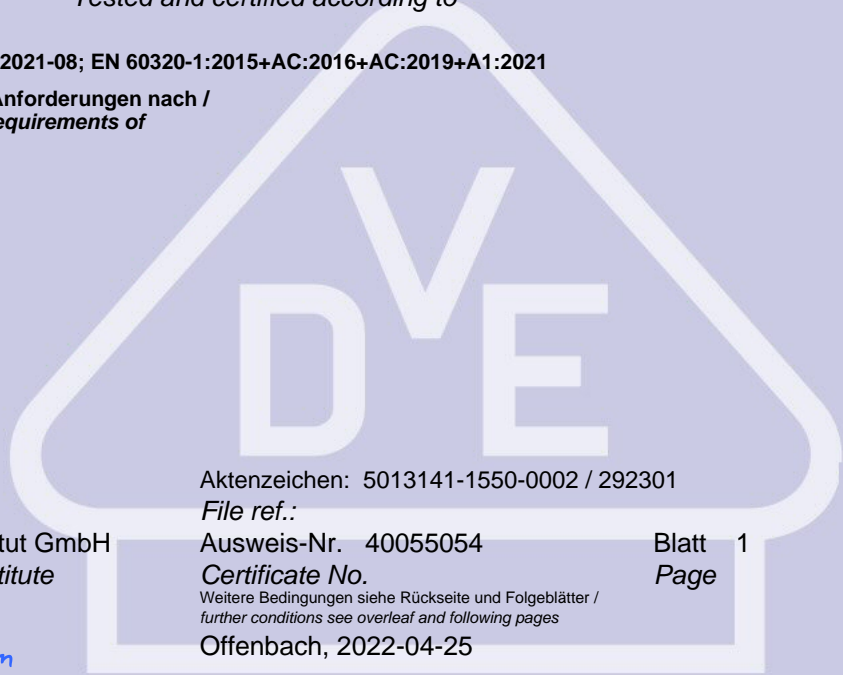 Tested and certified according to
2021-08; EN 60320-1:2015+AC:2016+AC:2019+A1:2021
Anforderungen nach /
equirements of
VDE
Aktenzeichen: 5013141-1550-0002 / 292301
File ref.:
tut GmbH Ausweis-Nr. 40055054 Blatt 1
titute Certificate No. Page
Weitere Bedingungen siehe Rückseite und Folgeblätter /
further conditions see overleaf and following pages
Offenbach, 2022-04-25